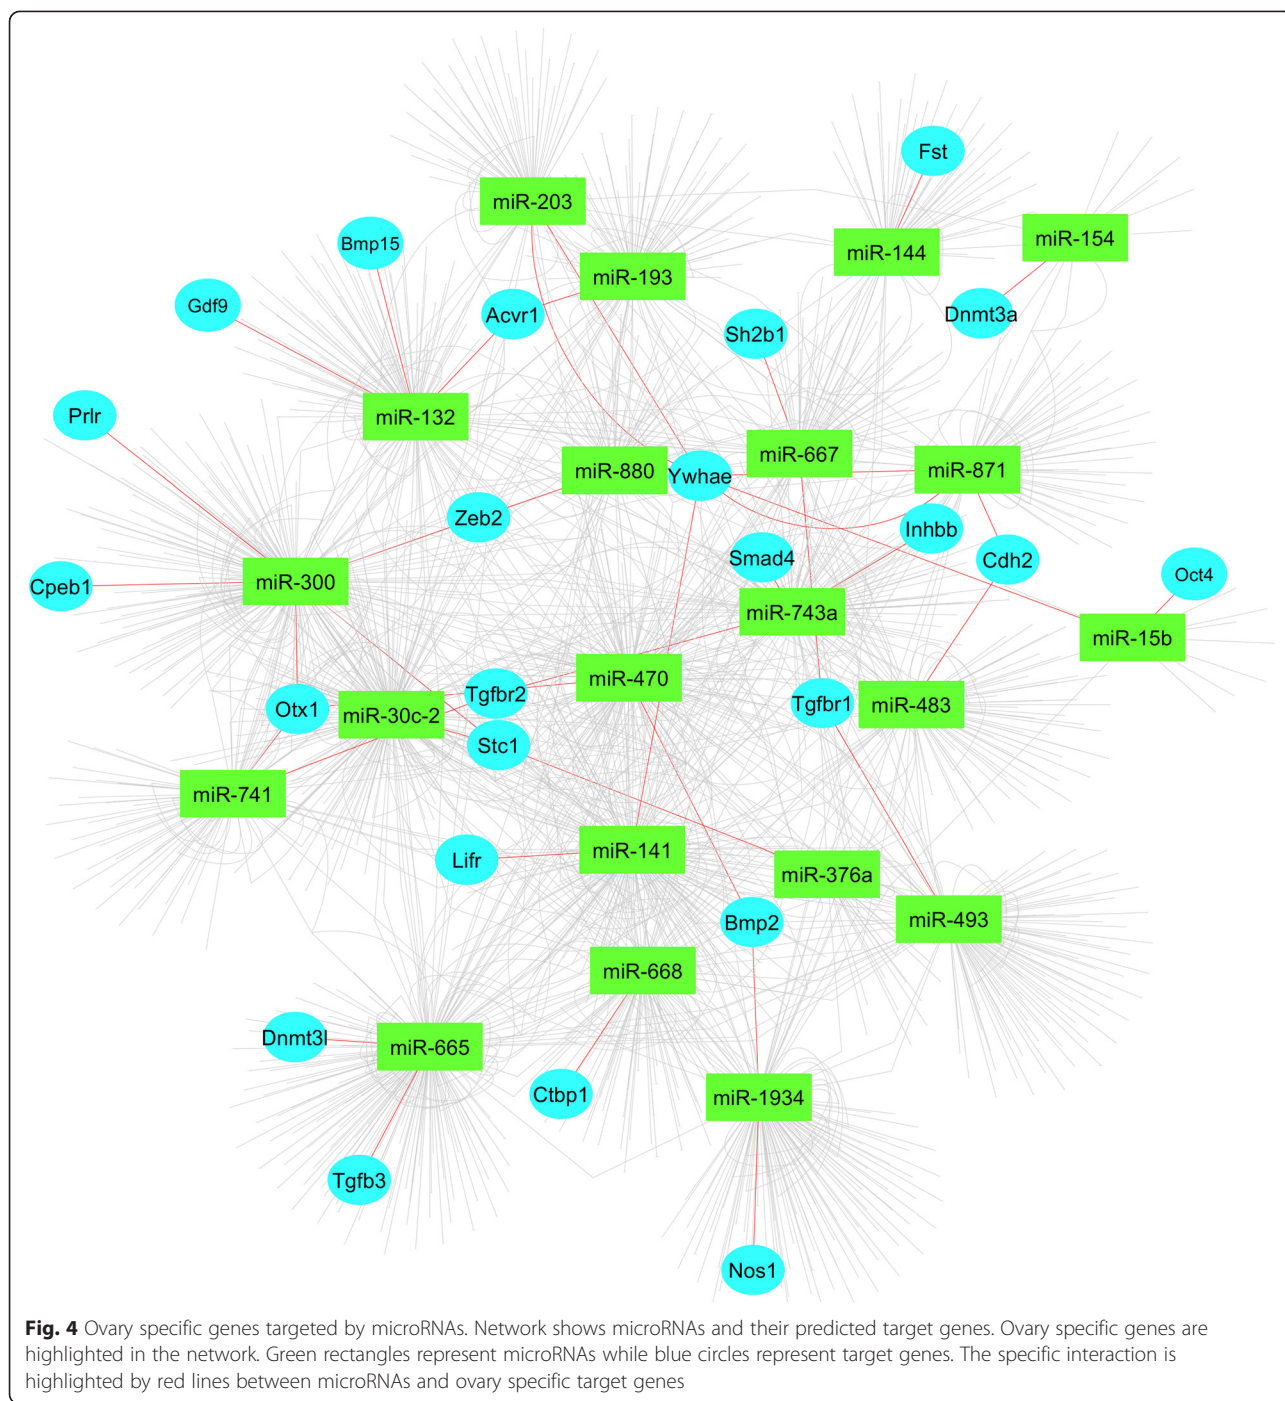 Fst
miR-203
miR-154
Bmp15
miR-144
miR-193
Gdf9
Acvr1
Dnmt3a
Sh2b1
Prlr
miR-132
miR-667
miR-880
miR-871
Ywhae
Zeb2
Inhbb
Smad4
Cdh2
Oct4
Cpeb1
miR-300
miR-743a
miR-15b
miR-470
Tgfbr2
Tgfbr1
miR-483
Otx1
miR-30c-2
Stc1
miR-741
miR-141
Lifr
miR-376a
miR-493
Bmp2
miR-668
Dnmt3l
miR-665
Ctbp1
miR-1934
Tgfb3
Nos1
Fig. 4 Ovary specific genes targeted by microRNAs. Network shows microRNAs and their predicted target genes. Ovary specific genes are
highlighted in the network. Green rectangles represent microRNAs while blue circles represent target genes. The specific interaction is
highlighted by red lines between microRNAs and ovary specific target genes